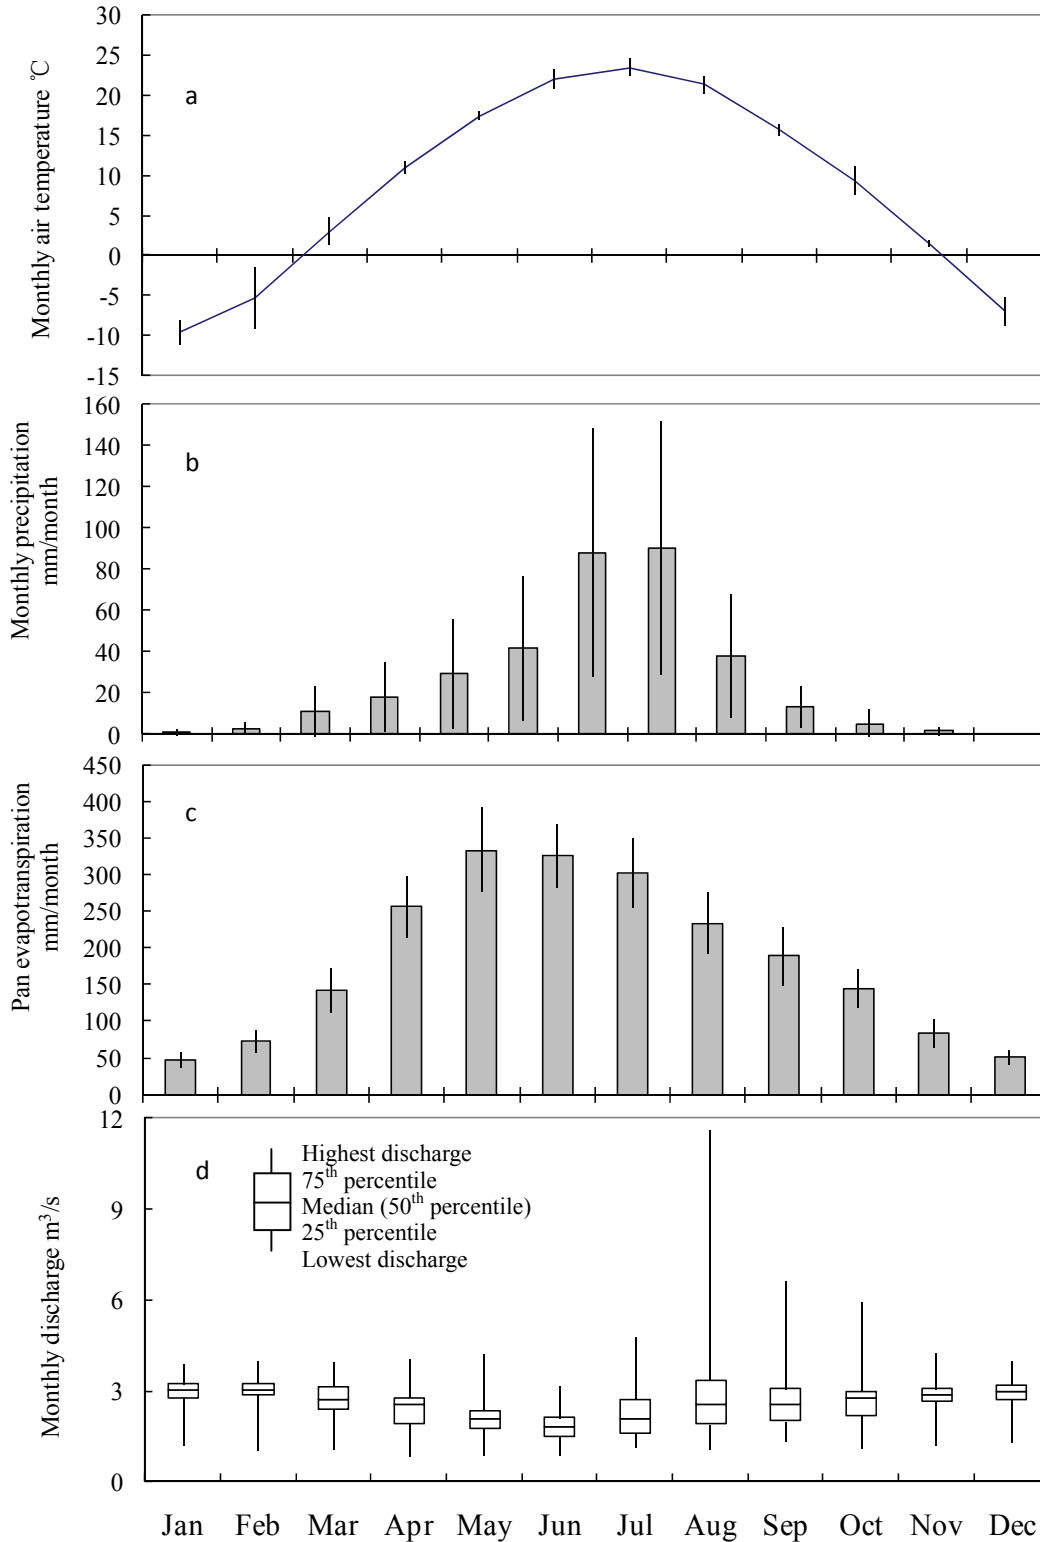 Monthly air temperature ℃
30
25
20
15
10
5
0
-5
-10
-15
a
Monthly precipitation
mm/month
160
140
120
100
80
60
40
20
0
b
Pan evapotranspiration
mm/month
450
400
350
300
250
200
150
100
50
0
c
Monthly discharge m³/s
12
9
6
3
0
d
Highest discharge
75th percentile
Median (50th percentile)
25th percentile
Lowest discharge
Jan Feb Mar Apr May Jun Jul Aug Sep Oct Nov Dec